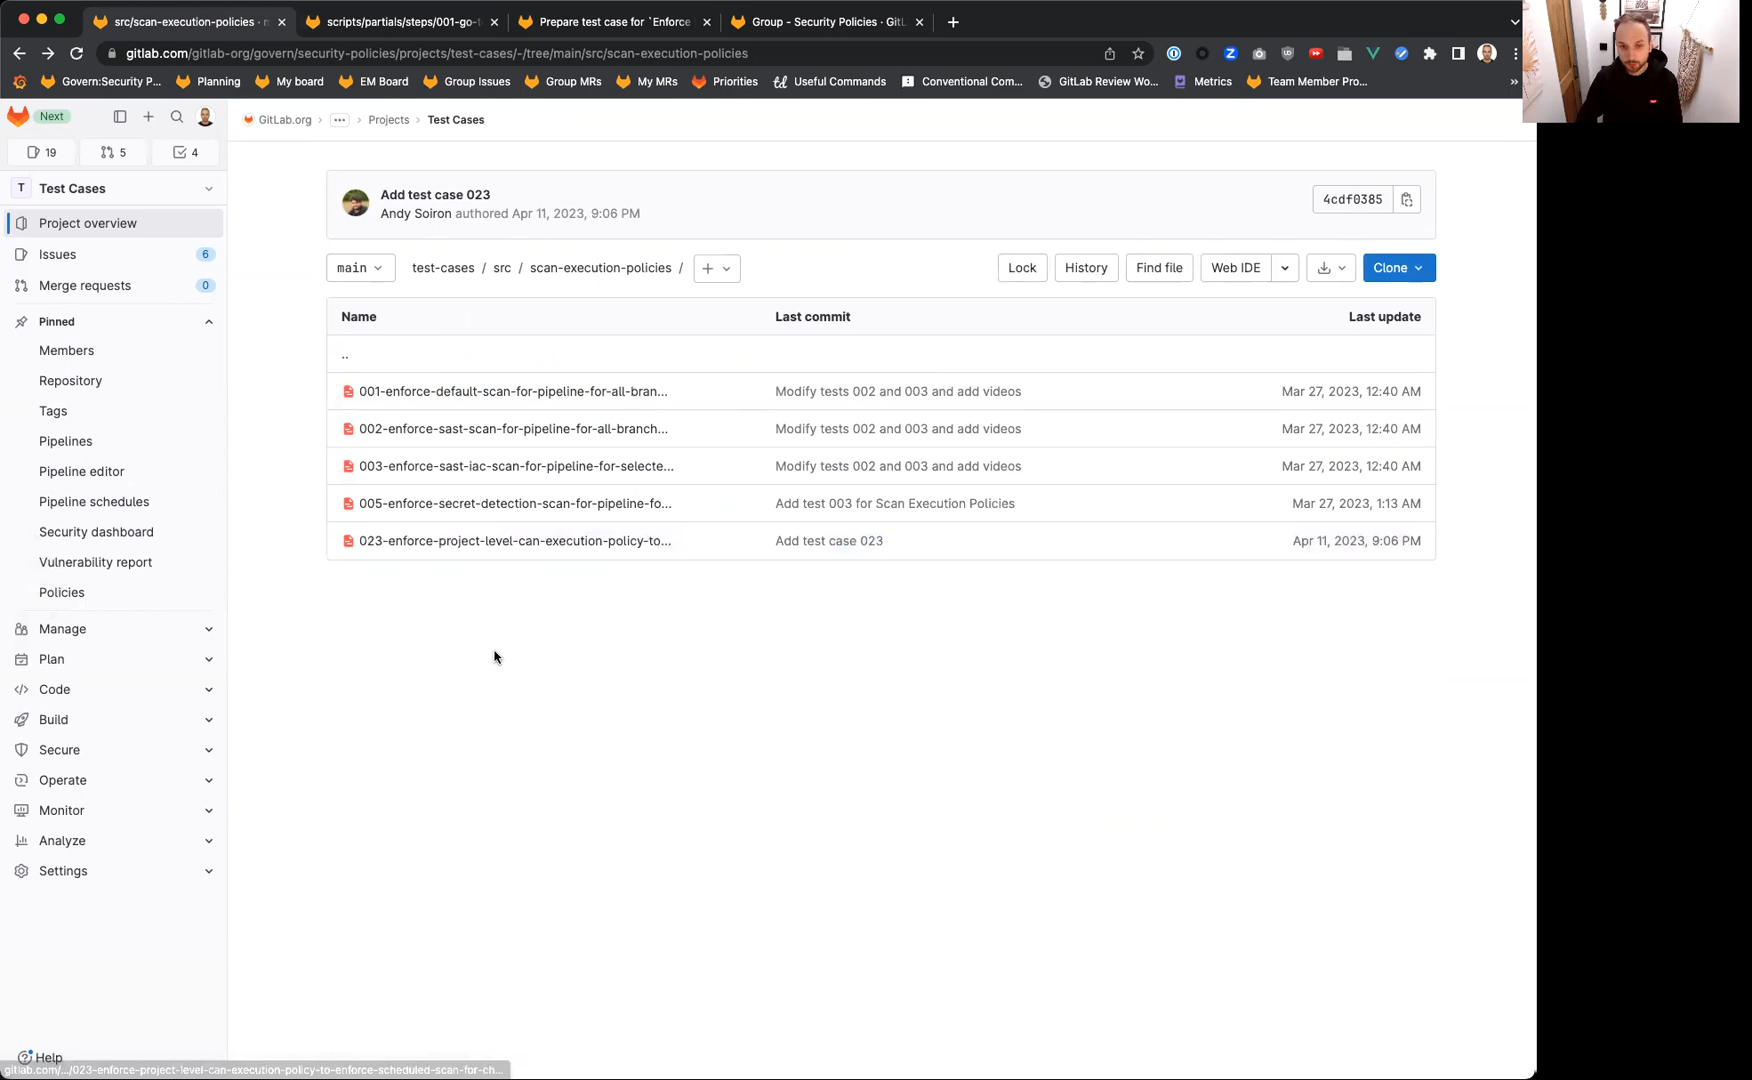 src/scan-execution-policies · m
scripts/partials/steps/001-go-t
Prepare test case for `Enforce
Group - Security Policies · GitL
gitlab.com/gitlab-org/govern/security-policies/projects/test-cases/-/tree/main/src/scan-execution-policies
Govern:Security P...
Planning
My board
EM Board
Group Issues
Group MRs
My MRs
Priorities
Useful Commands
Conventional Com...
GitLab Review Wo...
Metrics
Team Member Pro...
»
Next
19
5
4
T Test Cases
Project overview
Issues 6
Merge requests 0
Pinned
Members
Repository
Tags
Pipelines
Pipeline editor
Pipeline schedules
Security dashboard
Vulnerability report
Policies
Manage
Plan
Code
Build
Secure
Operate
Monitor
Analyze
Settings
Help
GitLab.org › ... › Projects › Test Cases
Add test case 023
Andy Soiron authored Apr 11, 2023, 9:06 PM
4cdf0385
main
test-cases / src / scan-execution-policies /
Lock
History
Find file
Web IDE
Clone
Name Last commit Last update
..
001-enforce-default-scan-for-pipeline-for-all-bran... Modify tests 002 and 003 and add videos Mar 27, 2023, 12:40 AM
002-enforce-sast-scan-for-pipeline-for-all-branch... Modify tests 002 and 003 and add videos Mar 27, 2023, 12:40 AM
003-enforce-sast-iac-scan-for-pipeline-for-selecte... Modify tests 002 and 003 and add videos Mar 27, 2023, 12:40 AM
005-enforce-secret-detection-scan-for-pipeline-fo... Add test 003 for Scan Execution Policies Mar 27, 2023, 1:13 AM
023-enforce-project-level-can-execution-policy-to... Add test case 023 Apr 11, 2023, 9:06 PM
gitlab.com/.../023-enforce-project-level-can-execution-policy-to-enforce-scheduled-scan-for-ch...